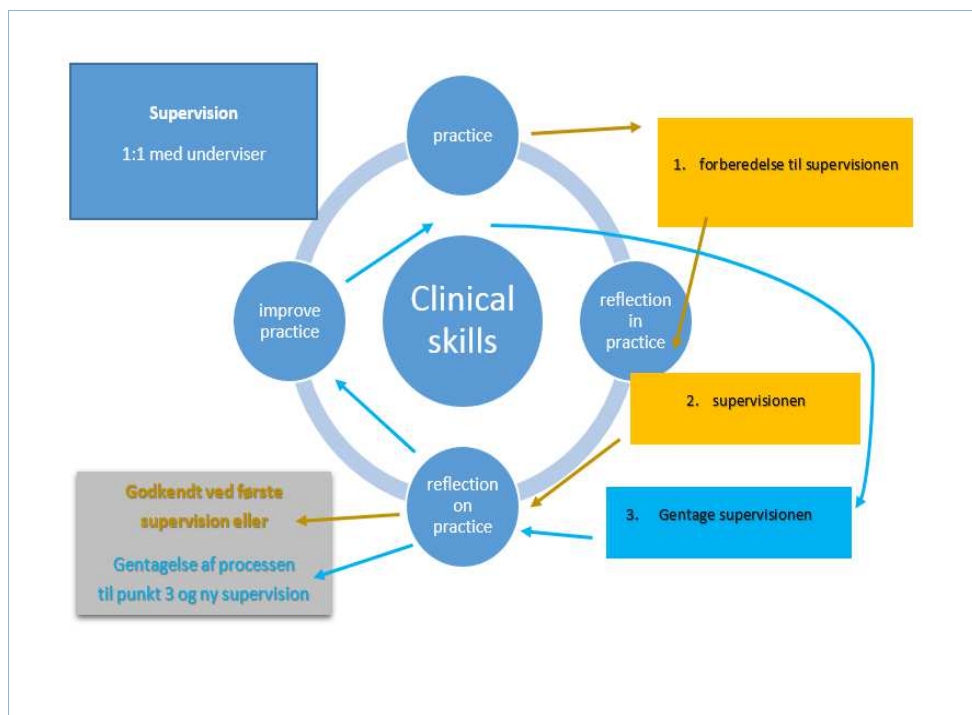 Supervision
1:1 med underviser
practice
1. forberedelse til supervisionen
improve
practice
Clinical
skills
reflection
in
practice
2. supervisionen
reflection
on
practice
3. Gentage supervisionen
Godkendt ved første
supervision eller
Gentagelse af processen
til punkt 3 og ny supervision